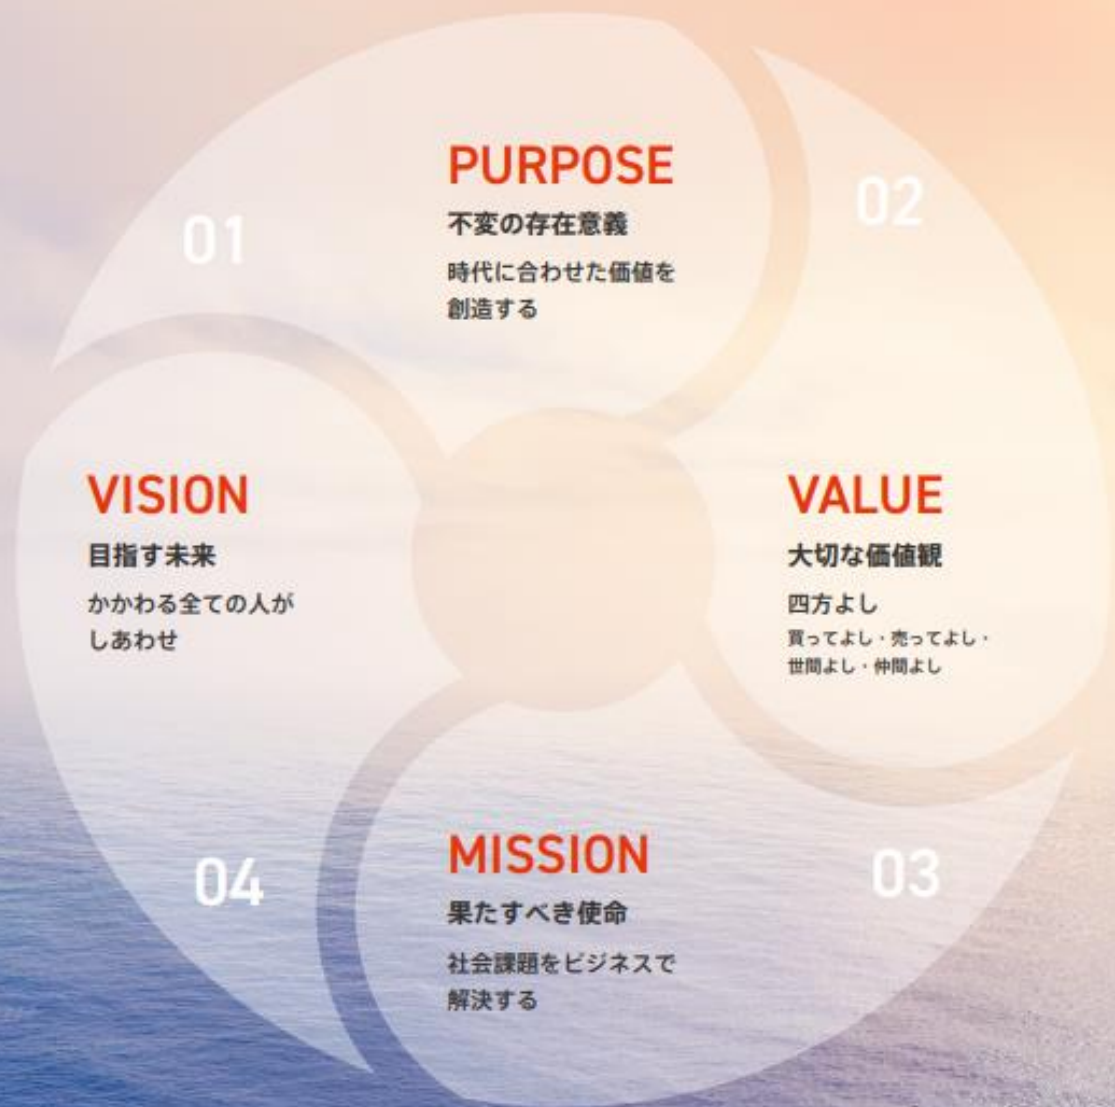 01
PURPOSE
不変の存在意義
時代に合わせた価値を
創造する
02
VALUE
大切な価値観
四方よし
買ってよし・売ってよし・
世間よし・仲間よし
03
MISSION
果たすべき使命
社会課題をビジネスで
解決する
04
VISION
目指す未来
かかわる全ての人が
しあわせ